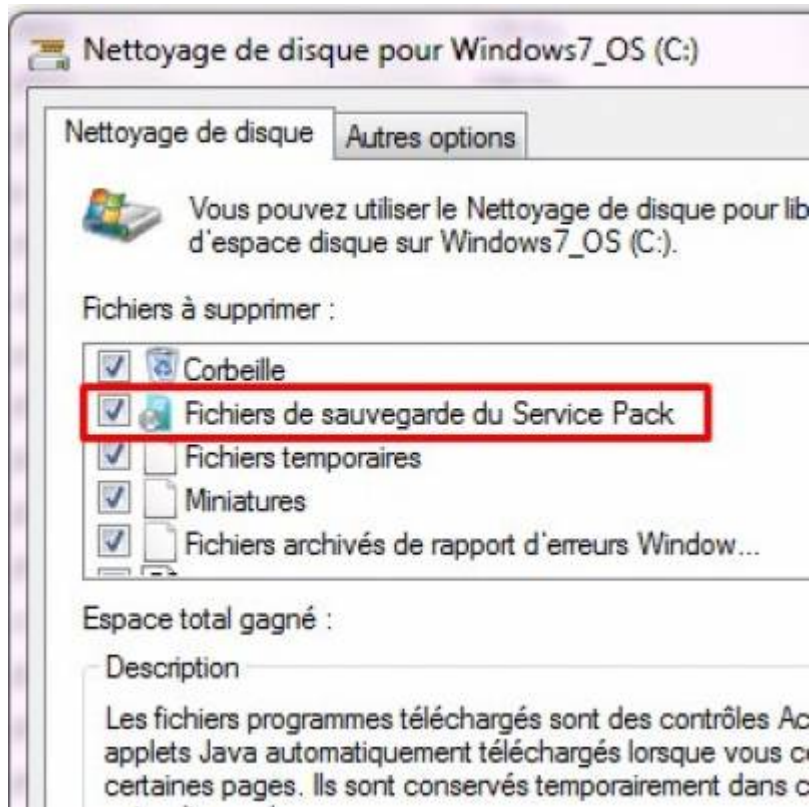 Nettoyage de disque pour Windows7_OS (C:)
Nettoyage de disque
Autres options
Vous pouvez utiliser le Nettoyage de disque pour lib
d'espace disque sur Windows7_OS (C:).
Fichiers à supprimer :
Corbeille
Fichiers de sauvegarde du Service Pack
Fichiers temporaires
Miniatures
Fichiers archivés de rapport d'erreurs Window...
Espace total gagné :
Description
Les fichiers programmes téléchargés sont des contrôles Ac
applets Java automatiquement téléchargés lorsque vous c
certaines pages. Ils sont conservés temporairement dans